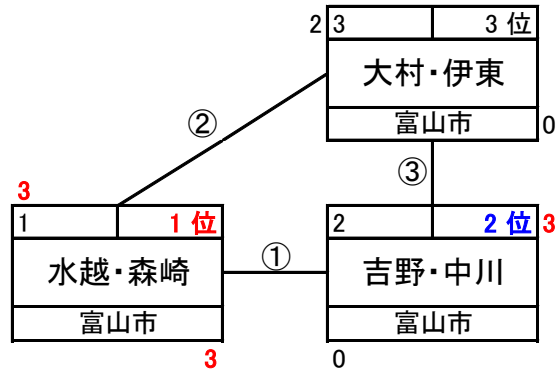 2 3 3 位
大村・伊東
富山市 0
②
③
3
1 1 位
水越・森崎
富山市
3
①
2 2 位 3
吉野・中川
富山市
0